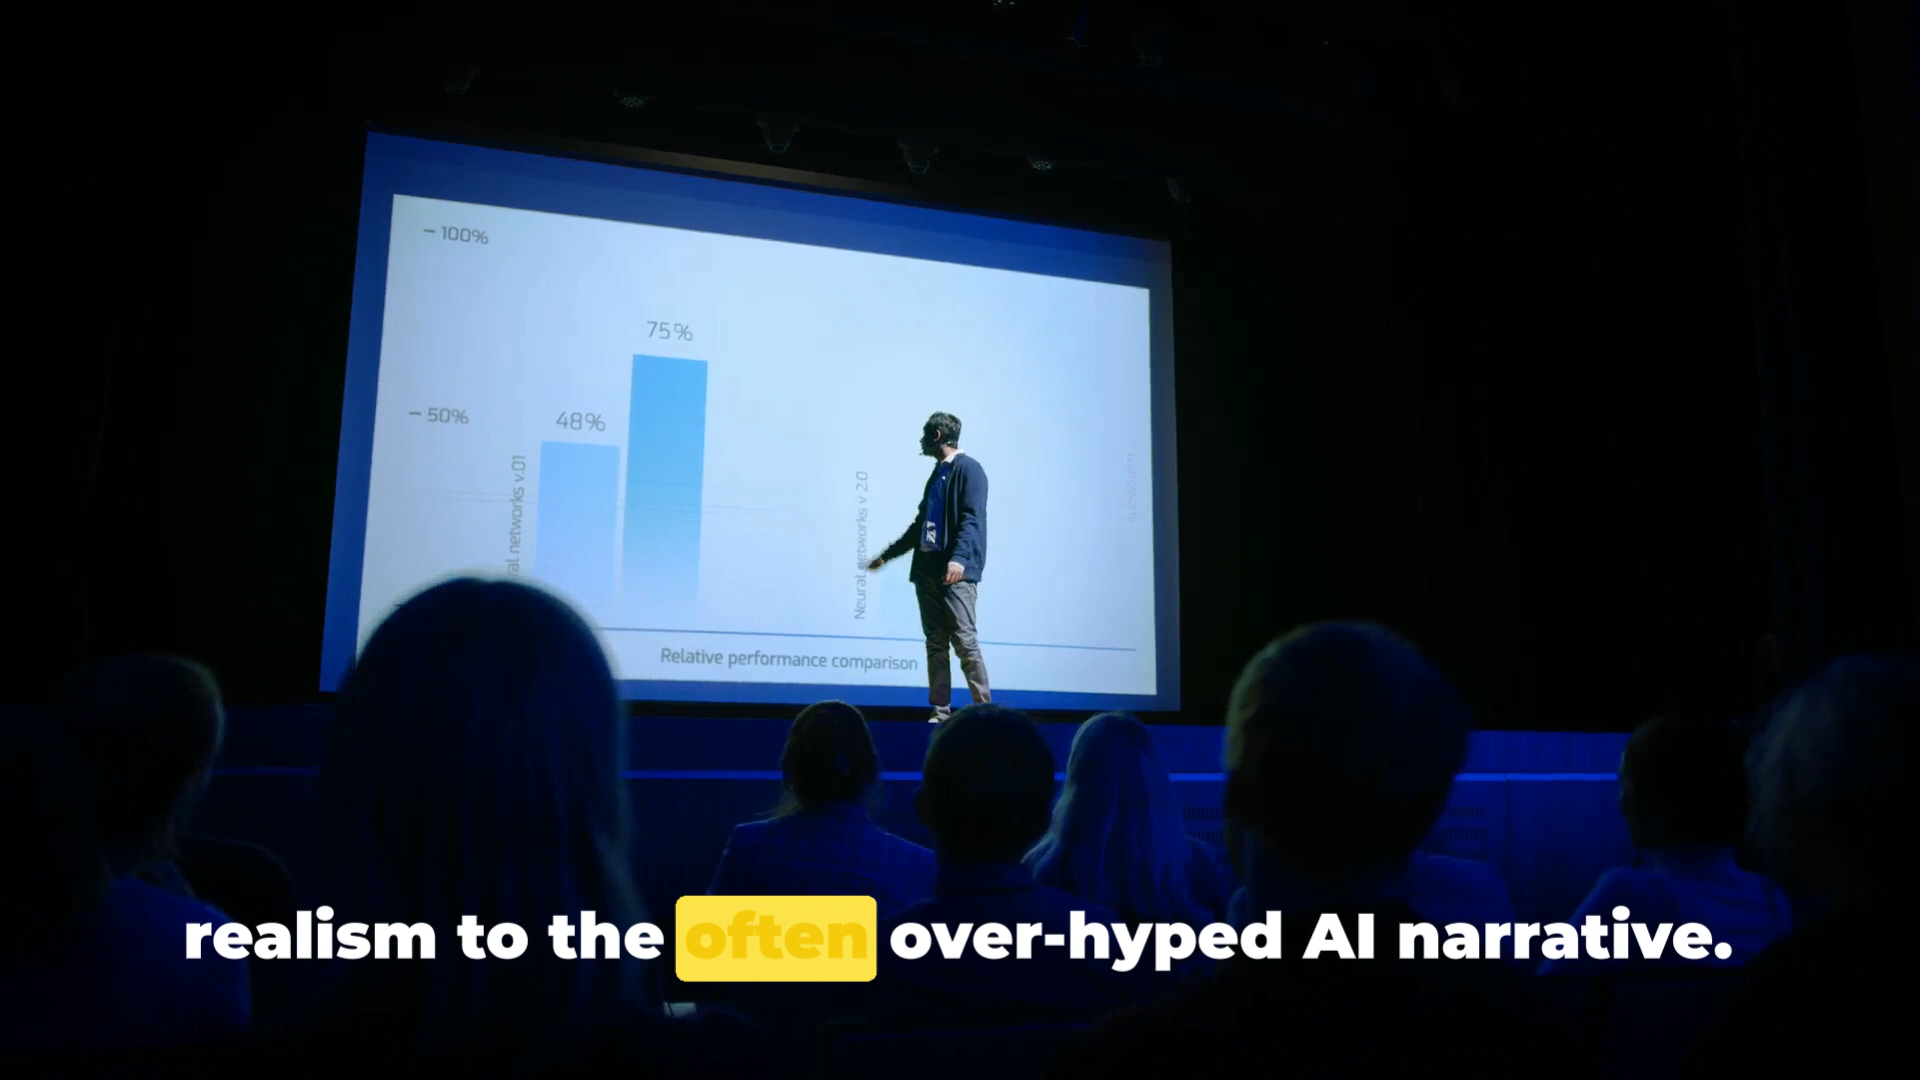 – 100%
75%
48%
– 50%
ral networks v.01
Neural networks v 2.0
Relative performance comparison
realism to the often over-hyped AI narrative.